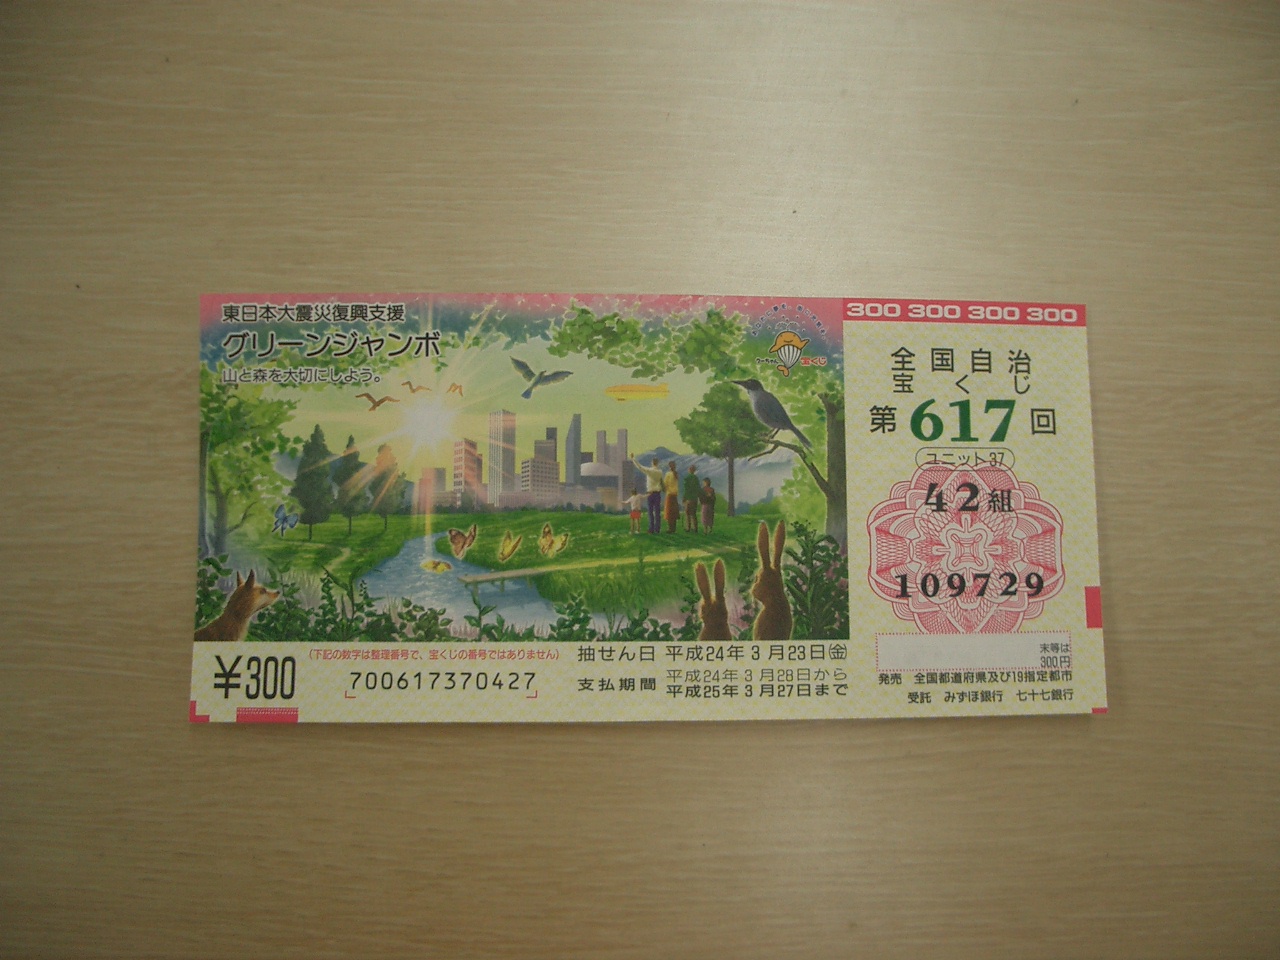 東日本大震災復興支援
グリーンジャンボ
山と森を大切にしよう。
宝くじ
300 300 300 300
全国自治
宝くじ
第617回
ユニット37
42組
109729
¥300
(下記の数字は整理番号で、宝くじの番号ではありません)
700617370427
抽せん日 平成24年3月23日(金)
支払期間 平成24年3月28日から
平成25年3月27日まで
末等は
300円
発売 全国都道府県及び19指定都市
受託 みずほ銀行 七十七銀行